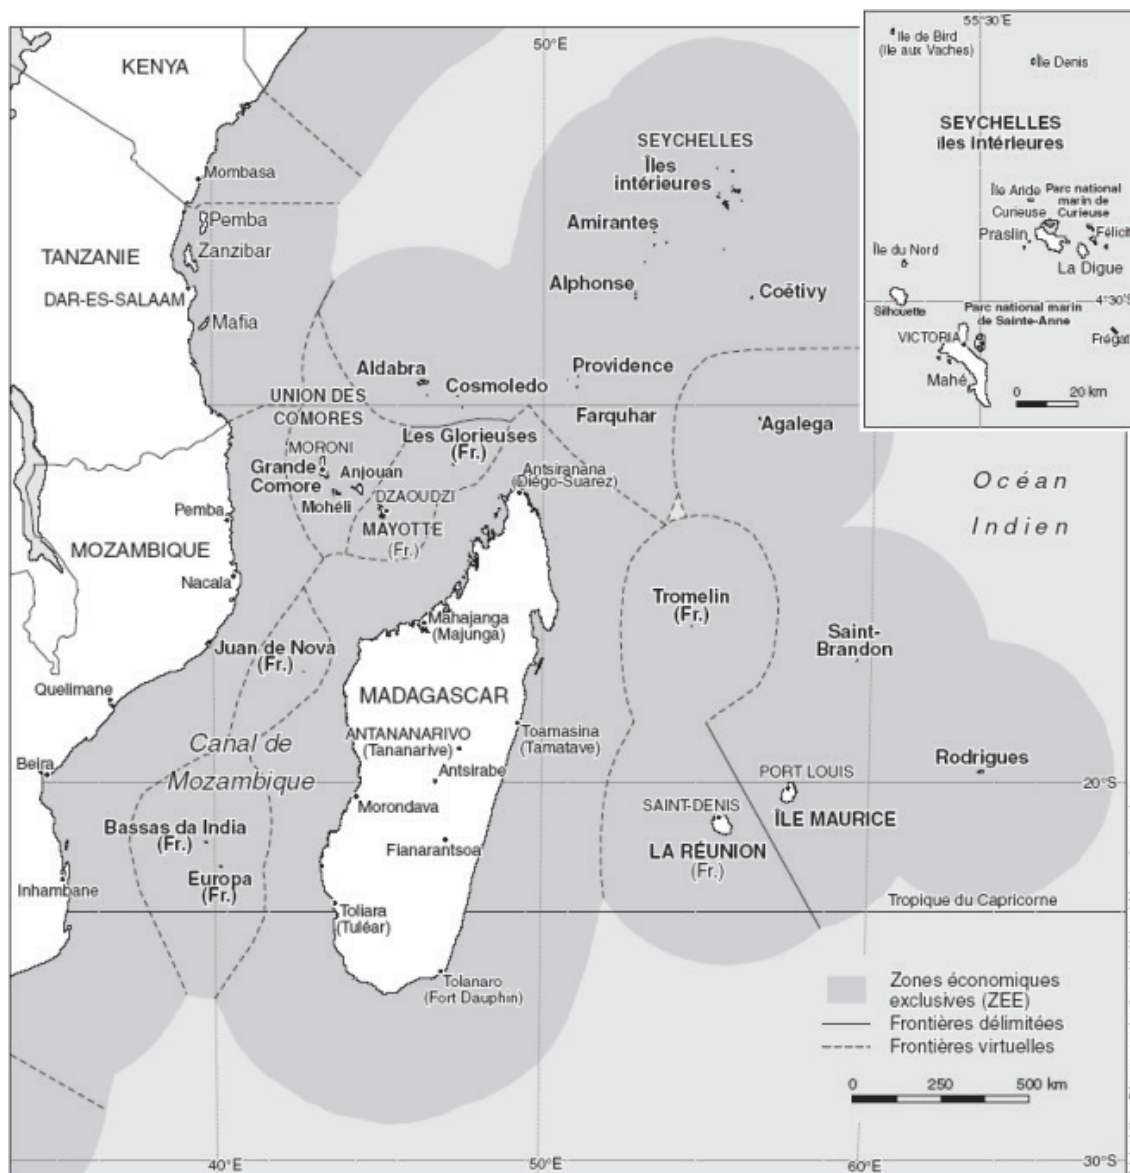 KENYA
50°E
Mombasa
Pemba
Zanzibar
TANZANIE
DAR-ES-SALAAM
Mafia
SEYCHELLES
Îles
intérieures
Amirantes
Alphonse
Coëtivy
Aldabra
Cosmoledo
Providence
Farquhar
Agalega
UNION DES
COMORES
MORONI
Grande
Comore
Anjouan
Mohéli
Les Glorieuses
(Fr.)
DZAOUDZI
MAYOTTE
(Fr.)
Antsiranana
(Diégo-Suarez)
Océan
Indien
Pemba
MOZAMBIQUE
Nacala
Mahajanga
(Majunga)
Tromelin
(Fr.)
Saint-
Brandon
Juan de Nova
(Fr.)
Quelimane
MADAGASCAR
ANTANANARIVO
(Tananarive)
Toamasina
(Tamatave)
Canal de
Mozambique
Beira
Antsirabe
Morondava
Rodrigues
PORT LOUIS
ÎLE MAURICE
20°S
SAINT-DENIS
LA RÉUNION
(Fr.)
Bassas da India
(Fr.)
Europa
(Fr.)
Fianarantsoa
Inhambane
Toliara
(Tuléar)
Tropique du Capricorne
Tolanaro
(Fort Dauphin)
Zones économiques
exclusives (ZEE)
Frontières délimitées
Frontières virtuelles
0 250 500 km
40°E
50°E
60°E
30°S
55°30'E
Ile de Bird
(Ile aux Vaches)
Île Denis
SEYCHELLES
îles Intérieures
Île Aride
Parc national
marin de
Curieuse
Curieuse
Praslin
Félicit
La Digue
Île du Nord
4°30'S
Silhouette
Parc national marin
de Sainte-Anne
VICTORIA
Frégat
Mahé
0 20 km